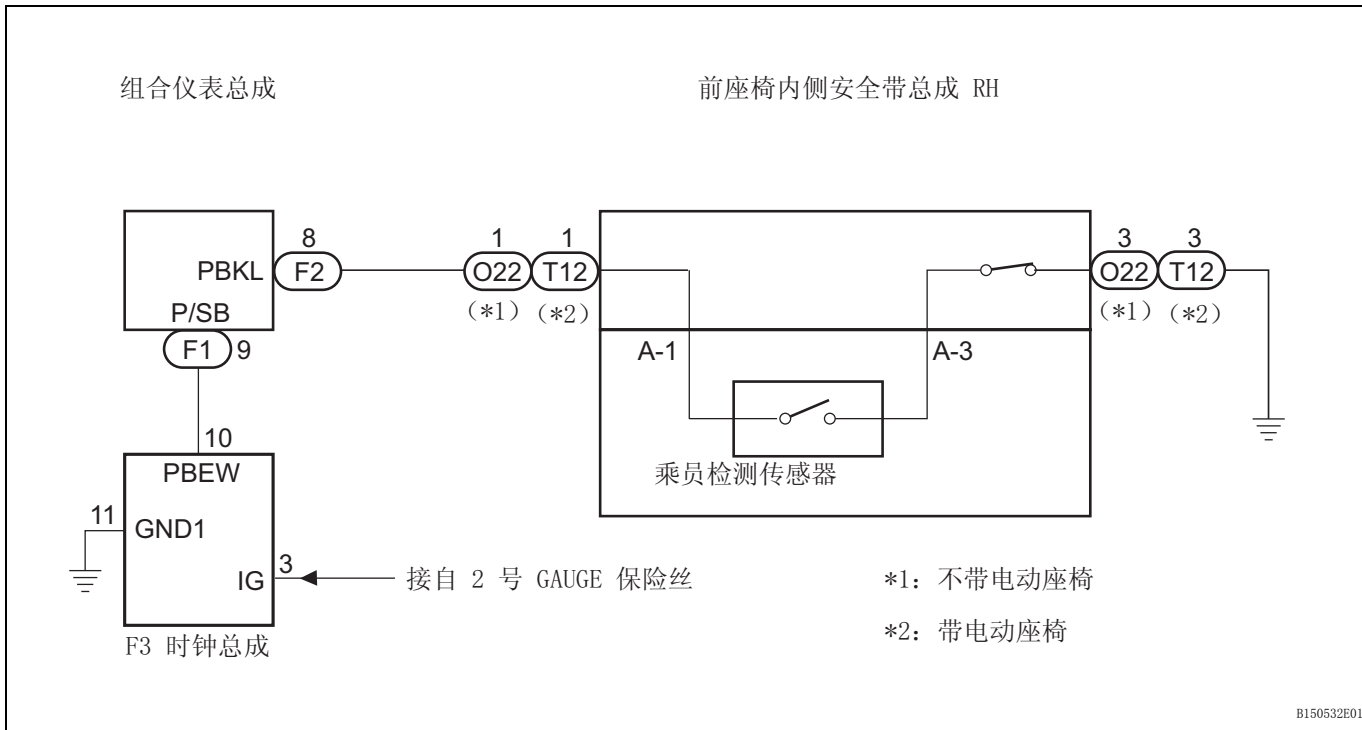 组合仪表总成
前座椅内侧安全带总成 RH
PBKL
8
F2
1
O22
(*1)
1
T12
(*2)
3
O22
(*1)
3
T12
(*2)
P/SB
F1
9
A-1
A-3
乘员检测传感器
10
PBEW
11
GND1
IG
3
接自 2 号 GAUGE 保险丝
F3 时钟总成
*1: 不带电动座椅
*2: 带电动座椅
B150532E01